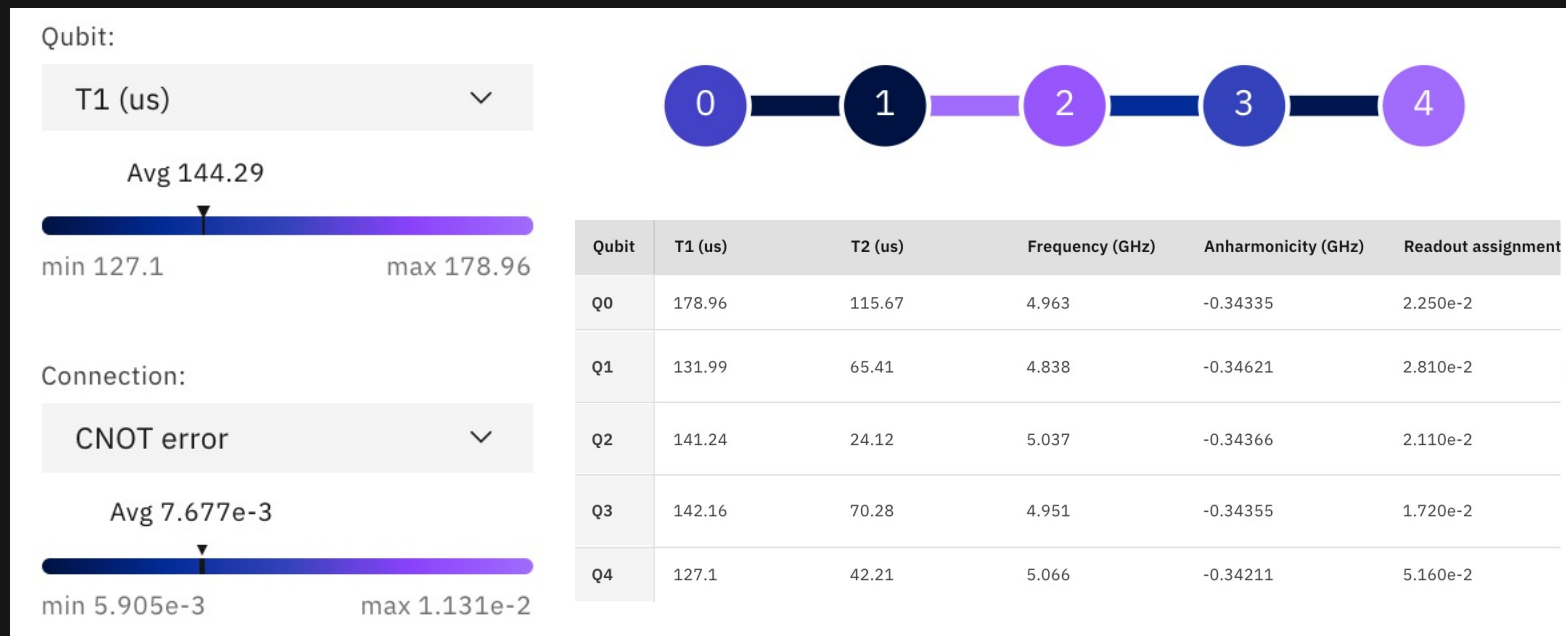 Qubit:
T1 (us)
Avg 144.29
min 127.1 max 178.96
Connection:
CNOT error
Avg 7.677e-3
min 5.905e-3 max 1.131e-2
0 1 2 3 4
Qubit T1 (us) T2 (us) Frequency (GHz) Anharmonicity (GHz) Readout assignment
Q0 178.96 115.67 4.963 -0.34335 2.250e-2
Q1 131.99 65.41 4.838 -0.34621 2.810e-2
Q2 141.24 24.12 5.037 -0.34366 2.110e-2
Q3 142.16 70.28 4.951 -0.34355 1.720e-2
Q4 127.1 42.21 5.066 -0.34211 5.160e-2